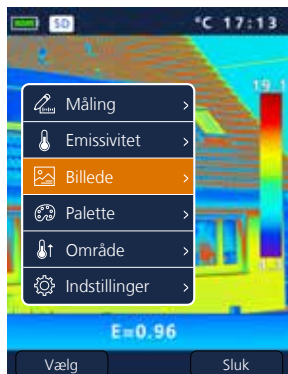 SD °C 17:13
19.1
Måling
Emissivitet
Billede
Palette
Område
Indstillinger
E=0.96
Vælg Sluk